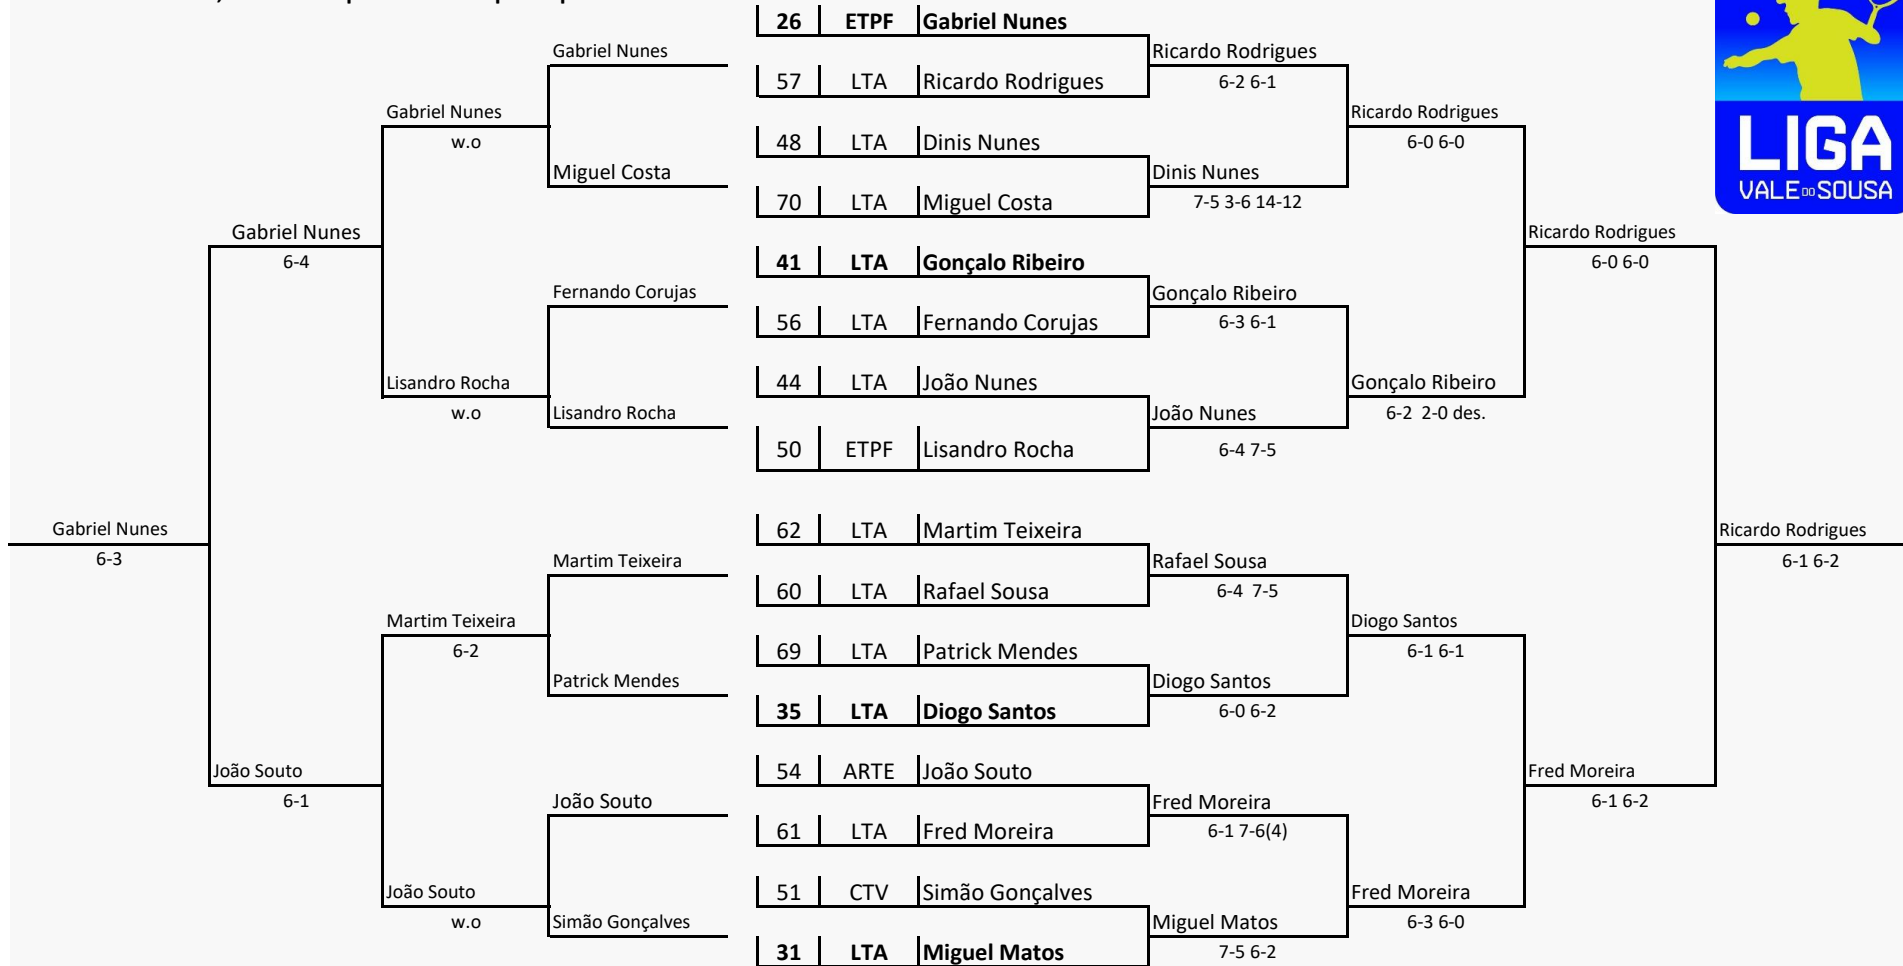 26 ETPF Gabriel Nunes
Gabriel Nunes Ricardo Rodrigues
57 LTA Ricardo Rodrigues 6-2 6-1
Gabriel Nunes Ricardo Rodrigues
w.o 48 LTA Dinis Nunes 6-0 6-0
LIGA
Miguel Costa Dinis Nunes
VALE DO SOUSA
70 LTA Miguel Costa 7-5 3-6 14-12
Gabriel Nunes Ricardo Rodrigues
6-4 41 LTA Gonçalo Ribeiro 6-0 6-0
Fernando Corujas Gonçalo Ribeiro
56 LTA Fernando Corujas 6-3 6-1
Lisandro Rocha 44 LTA João Nunes Gonçalo Ribeiro
w.o Lisandro Rocha João Nunes 6-2 2-0 des.
50 ETPF Lisandro Rocha 6-4 7-5
Gabriel Nunes 62 LTA Martim Teixeira Ricardo Rodrigues
6-3 Martim Teixeira Rafael Sousa 6-1 6-2
60 LTA Rafael Sousa 6-4 7-5
Martim Teixeira Diogo Santos
6-2 69 LTA Patrick Mendes 6-1 6-1
Patrick Mendes Diogo Santos
35 LTA Diogo Santos 6-0 6-2
João Souto 54 ARTE João Souto Fred Moreira
6-1 João Souto Fred Moreira 6-1 6-2
61 LTA Fred Moreira 6-1 7-6(4)
João Souto 51 CTV Simão Gonçalves Fred Moreira
w.o Simão Gonçalves Miguel Matos 6-3 6-0
31 LTA Miguel Matos 7-5 6-2